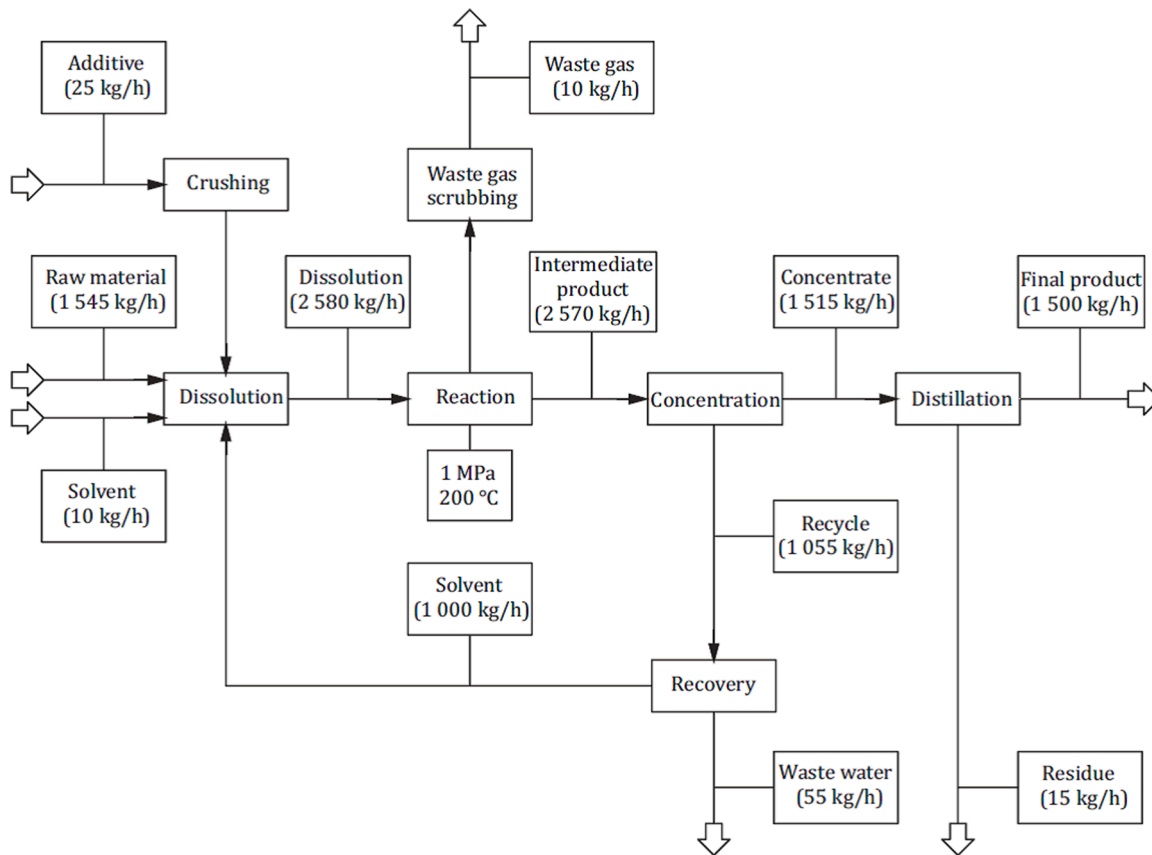 Additive
(25 kg/h)
Waste gas
(10 kg/h)
Crushing
Waste gas
scrubbing
Raw material
(1 545 kg/h)
Dissolution
(2 580 kg/h)
Intermediate
product
(2 570 kg/h)
Concentrate
(1 515 kg/h)
Final product
(1 500 kg/h)
Dissolution
Reaction
Concentration
Distillation
Solvent
(10 kg/h)
1 MPa
200 °C
Recycle
(1 055 kg/h)
Solvent
(1 000 kg/h)
Recovery
Waste water
(55 kg/h)
Residue
(15 kg/h)